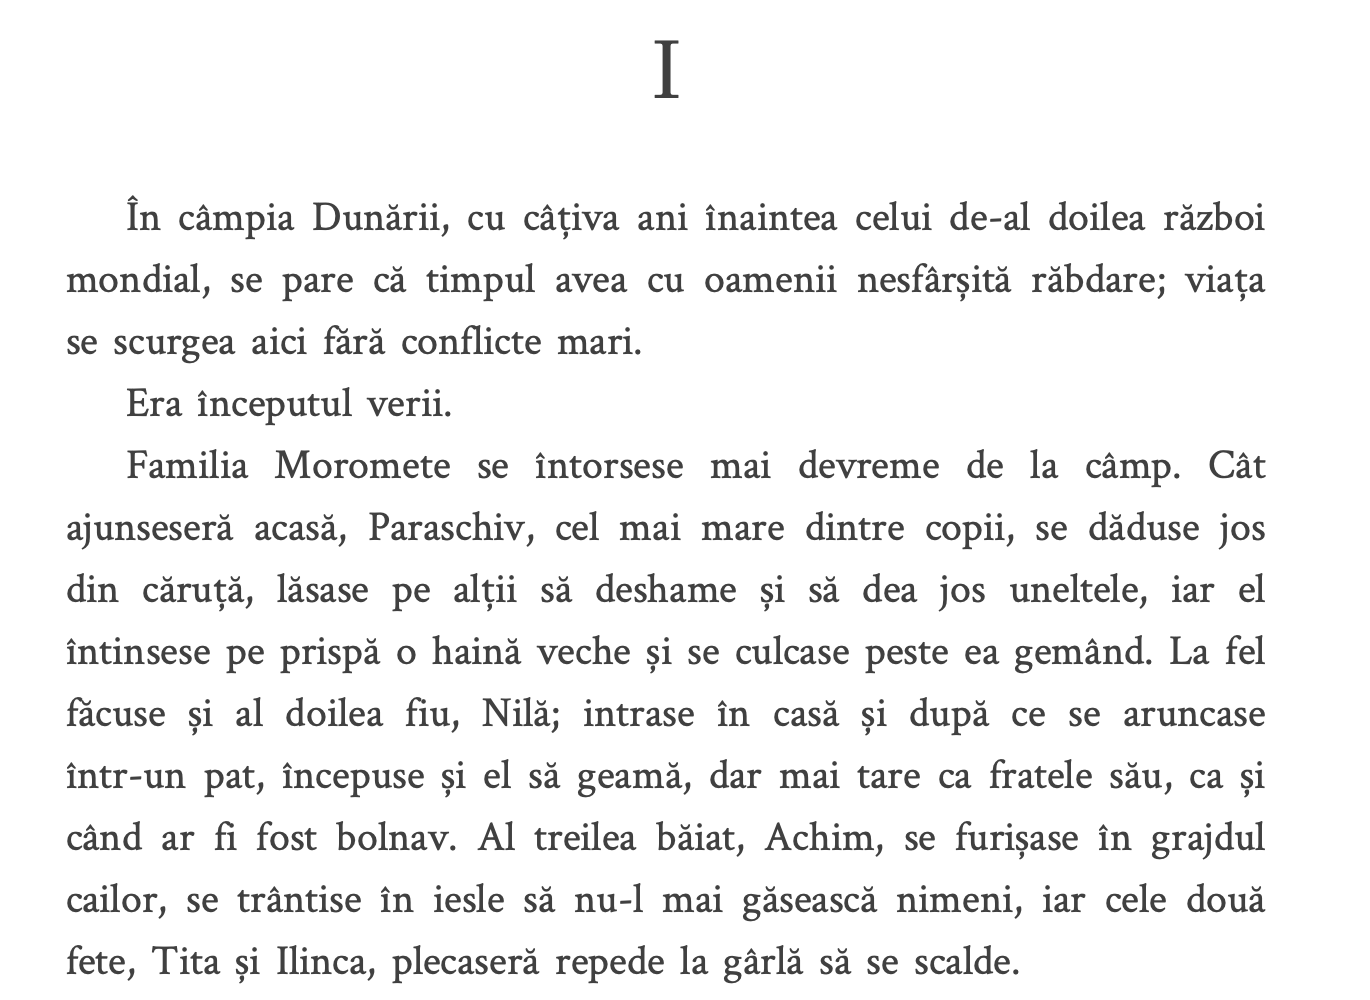 I
În câmpia Dunării, cu câțiva ani înaintea celui de-al doilea război
mondial, se pare că timpul avea cu oamenii nesfârșită răbdare; viața
se scurgea aici fără conflicte mari.
Era începutul verii.
Familia Moromete se întorsese mai devreme de la câmp. Cât
ajunseseră acasă, Paraschiv, cel mai mare dintre copii, se dăduse jos
din căruță, lăsase pe alții să deshame și să dea jos uneltele, iar el
întinsese pe prispă o haină veche și se culcase peste ea gemând. La fel
făcuse și al doilea fiu, Nilă; intrase în casă și după ce se aruncase
într-un pat, începuse și el să geamă, dar mai tare ca fratele său, ca și
când ar fi fost bolnav. Al treilea băiat, Achim, se furișase în grajdul
cailor, se trântise în iesle să nu-l mai găsească nimeni, iar cele două
fete, Tita și Ilinca, plecaseră repede la gârlă să se scalde.